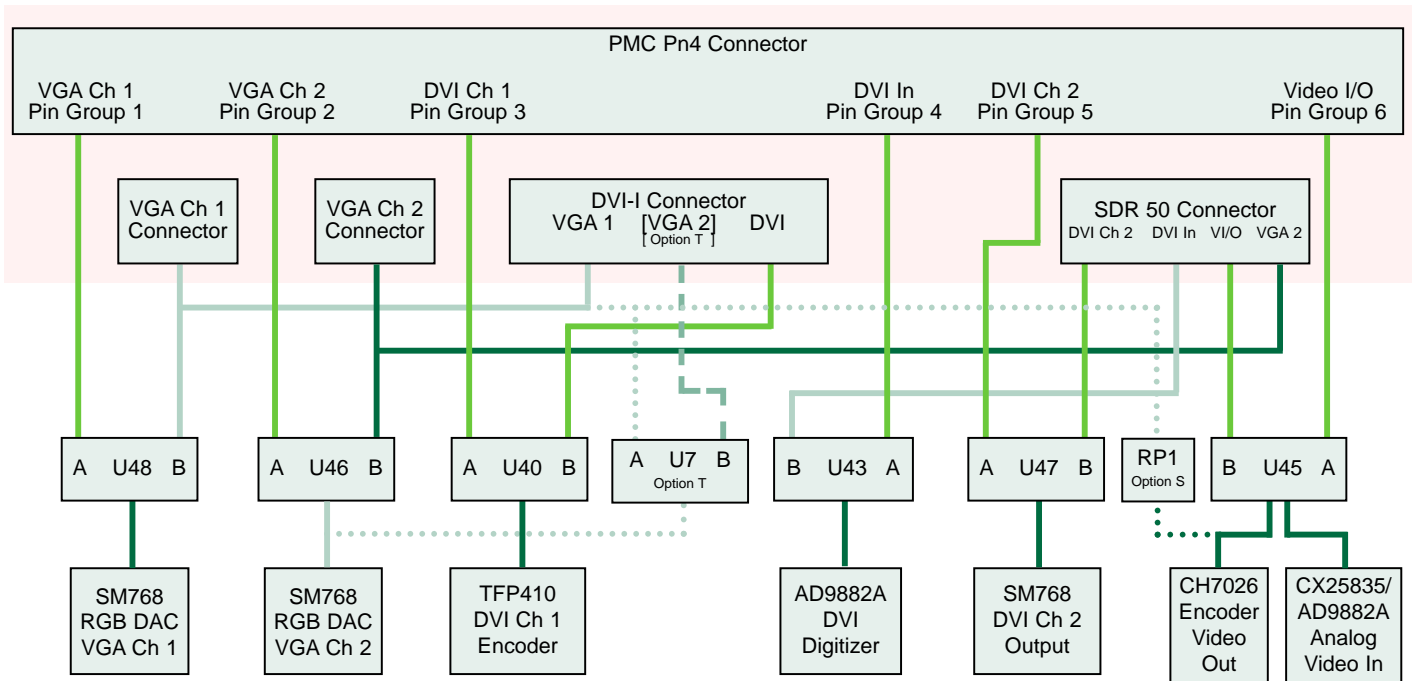 PMC Pn4 Connector
VGA Ch 1
Pin Group 1
VGA Ch 2
Pin Group 2
DVI Ch 1
Pin Group 3
DVI In
Pin Group 4
DVI Ch 2
Pin Group 5
Video I/O
Pin Group 6
VGA Ch 1
Connector
VGA Ch 2
Connector
DVI-I Connector
VGA 1 [VGA 2] DVI
[ Option T ]
SDR 50 Connector
DVI Ch 2 DVI In VI/O VGA 2
A U48 B
A U46 B
A U40 B
A U7 B
Option T
B U43 A
A U47 B
RP1
Option S
B U45 A
SM768
RGB DAC
VGA Ch 1
SM768
RGB DAC
VGA Ch 2
TFP410
DVI Ch 1
Encoder
AD9882A
DVI
Digitizer
SM768
DVI Ch 2
Output
CH7026
Encoder
Video
Out
CX25835/
AD9882A
Analog
Video In